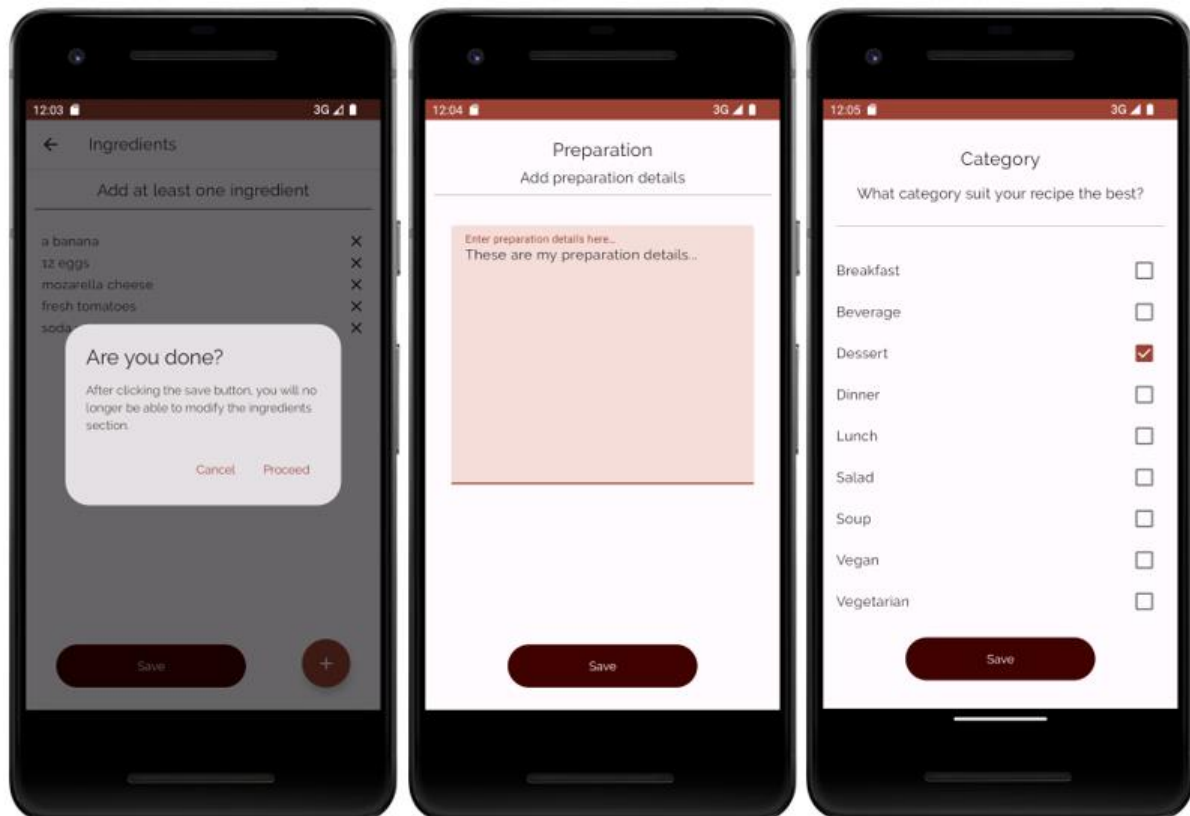 12:03
3G
Ingredients
Add at least one ingredient
a banana
12 eggs
mozarella cheese
fresh tomatoes
soda
Are you done?
After clicking the save button, you will no
longer be able to modify the ingredients
section.
Cancel Proceed
Save
12:04
3G
Preparation
Add preparation details
Enter preparation details here...
These are my preparation details...
Save
12:05
3G
Category
What category suit your recipe the best?
Breakfast
Beverage
Dessert
Dinner
Lunch
Salad
Soup
Vegan
Vegetarian
Save